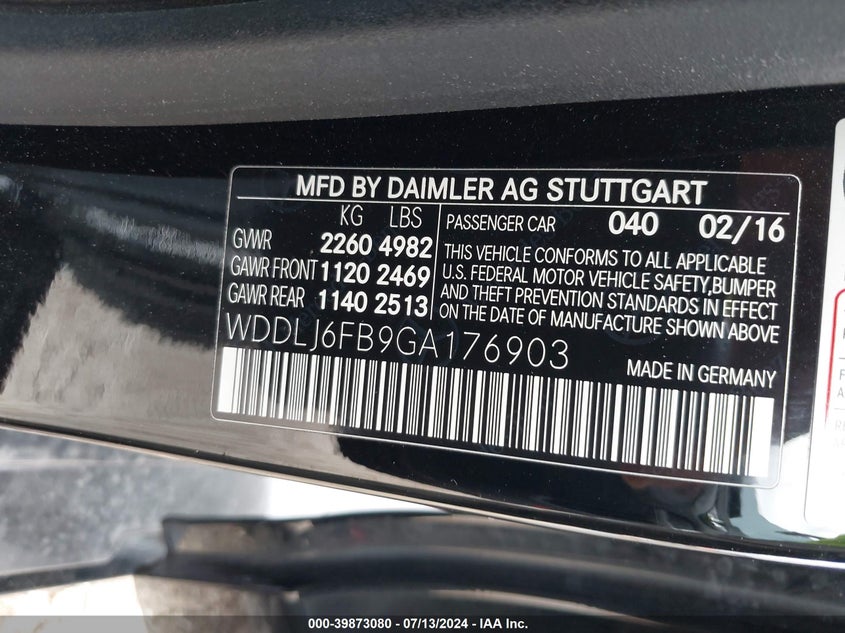 MFD BY DAIMLER AG STUTTGART
KG LBS
GVWR 2260 4982
GAWR FRONT 1120 2469
GAWR REAR 1140 2513
PASSENGER CAR 040 02/16
THIS VEHICLE CONFORMS TO ALL APPLICABLE
U.S. FEDERAL MOTOR VEHICLE SAFETY,BUMPER
AND THEFT PREVENTION STANDARDS IN EFFECT
ON THE DATE OF MANUFACTURE SHOWN ABOVE
WDDLJ6FB9GA176903
MADE IN GERMANY
000-39873080 - 07/13/2024 - IAA Inc.